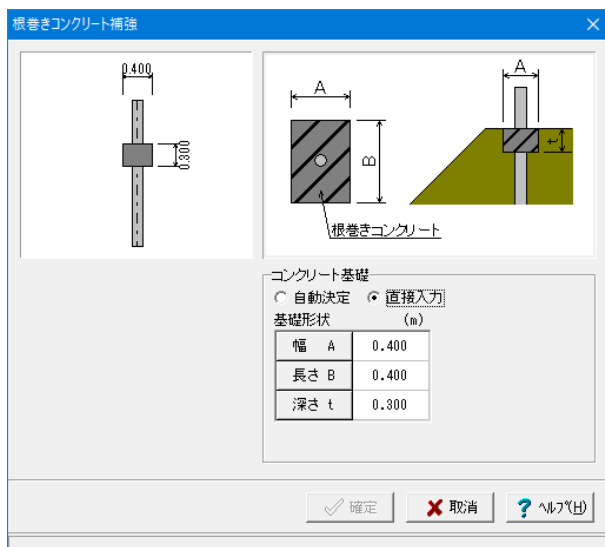 根巻きコンクリート補強
0.400
0.300
A
B
根巻きコンクリート
A
t
コンクリート基礎
自動決定 直接入力
基礎形状 (m)
幅 A 0.400
長さ B 0.400
深さ t 0.300
確定 取消 ヘルプ(H)